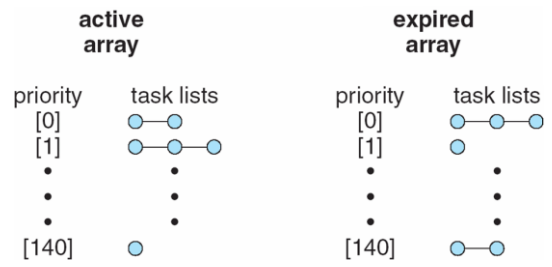 active
array
priority task lists
[0]
[1]
[140]
expired
array
priority task lists
[0]
[1]
[140]